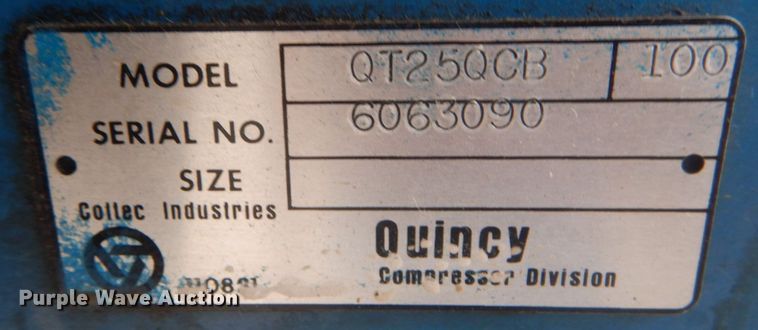 MODEL QT25QCB 100
SERIAL NO. 6063090
SIZE
Coltec Industries
Quincy
Compressor Division
Purple Wave Auction